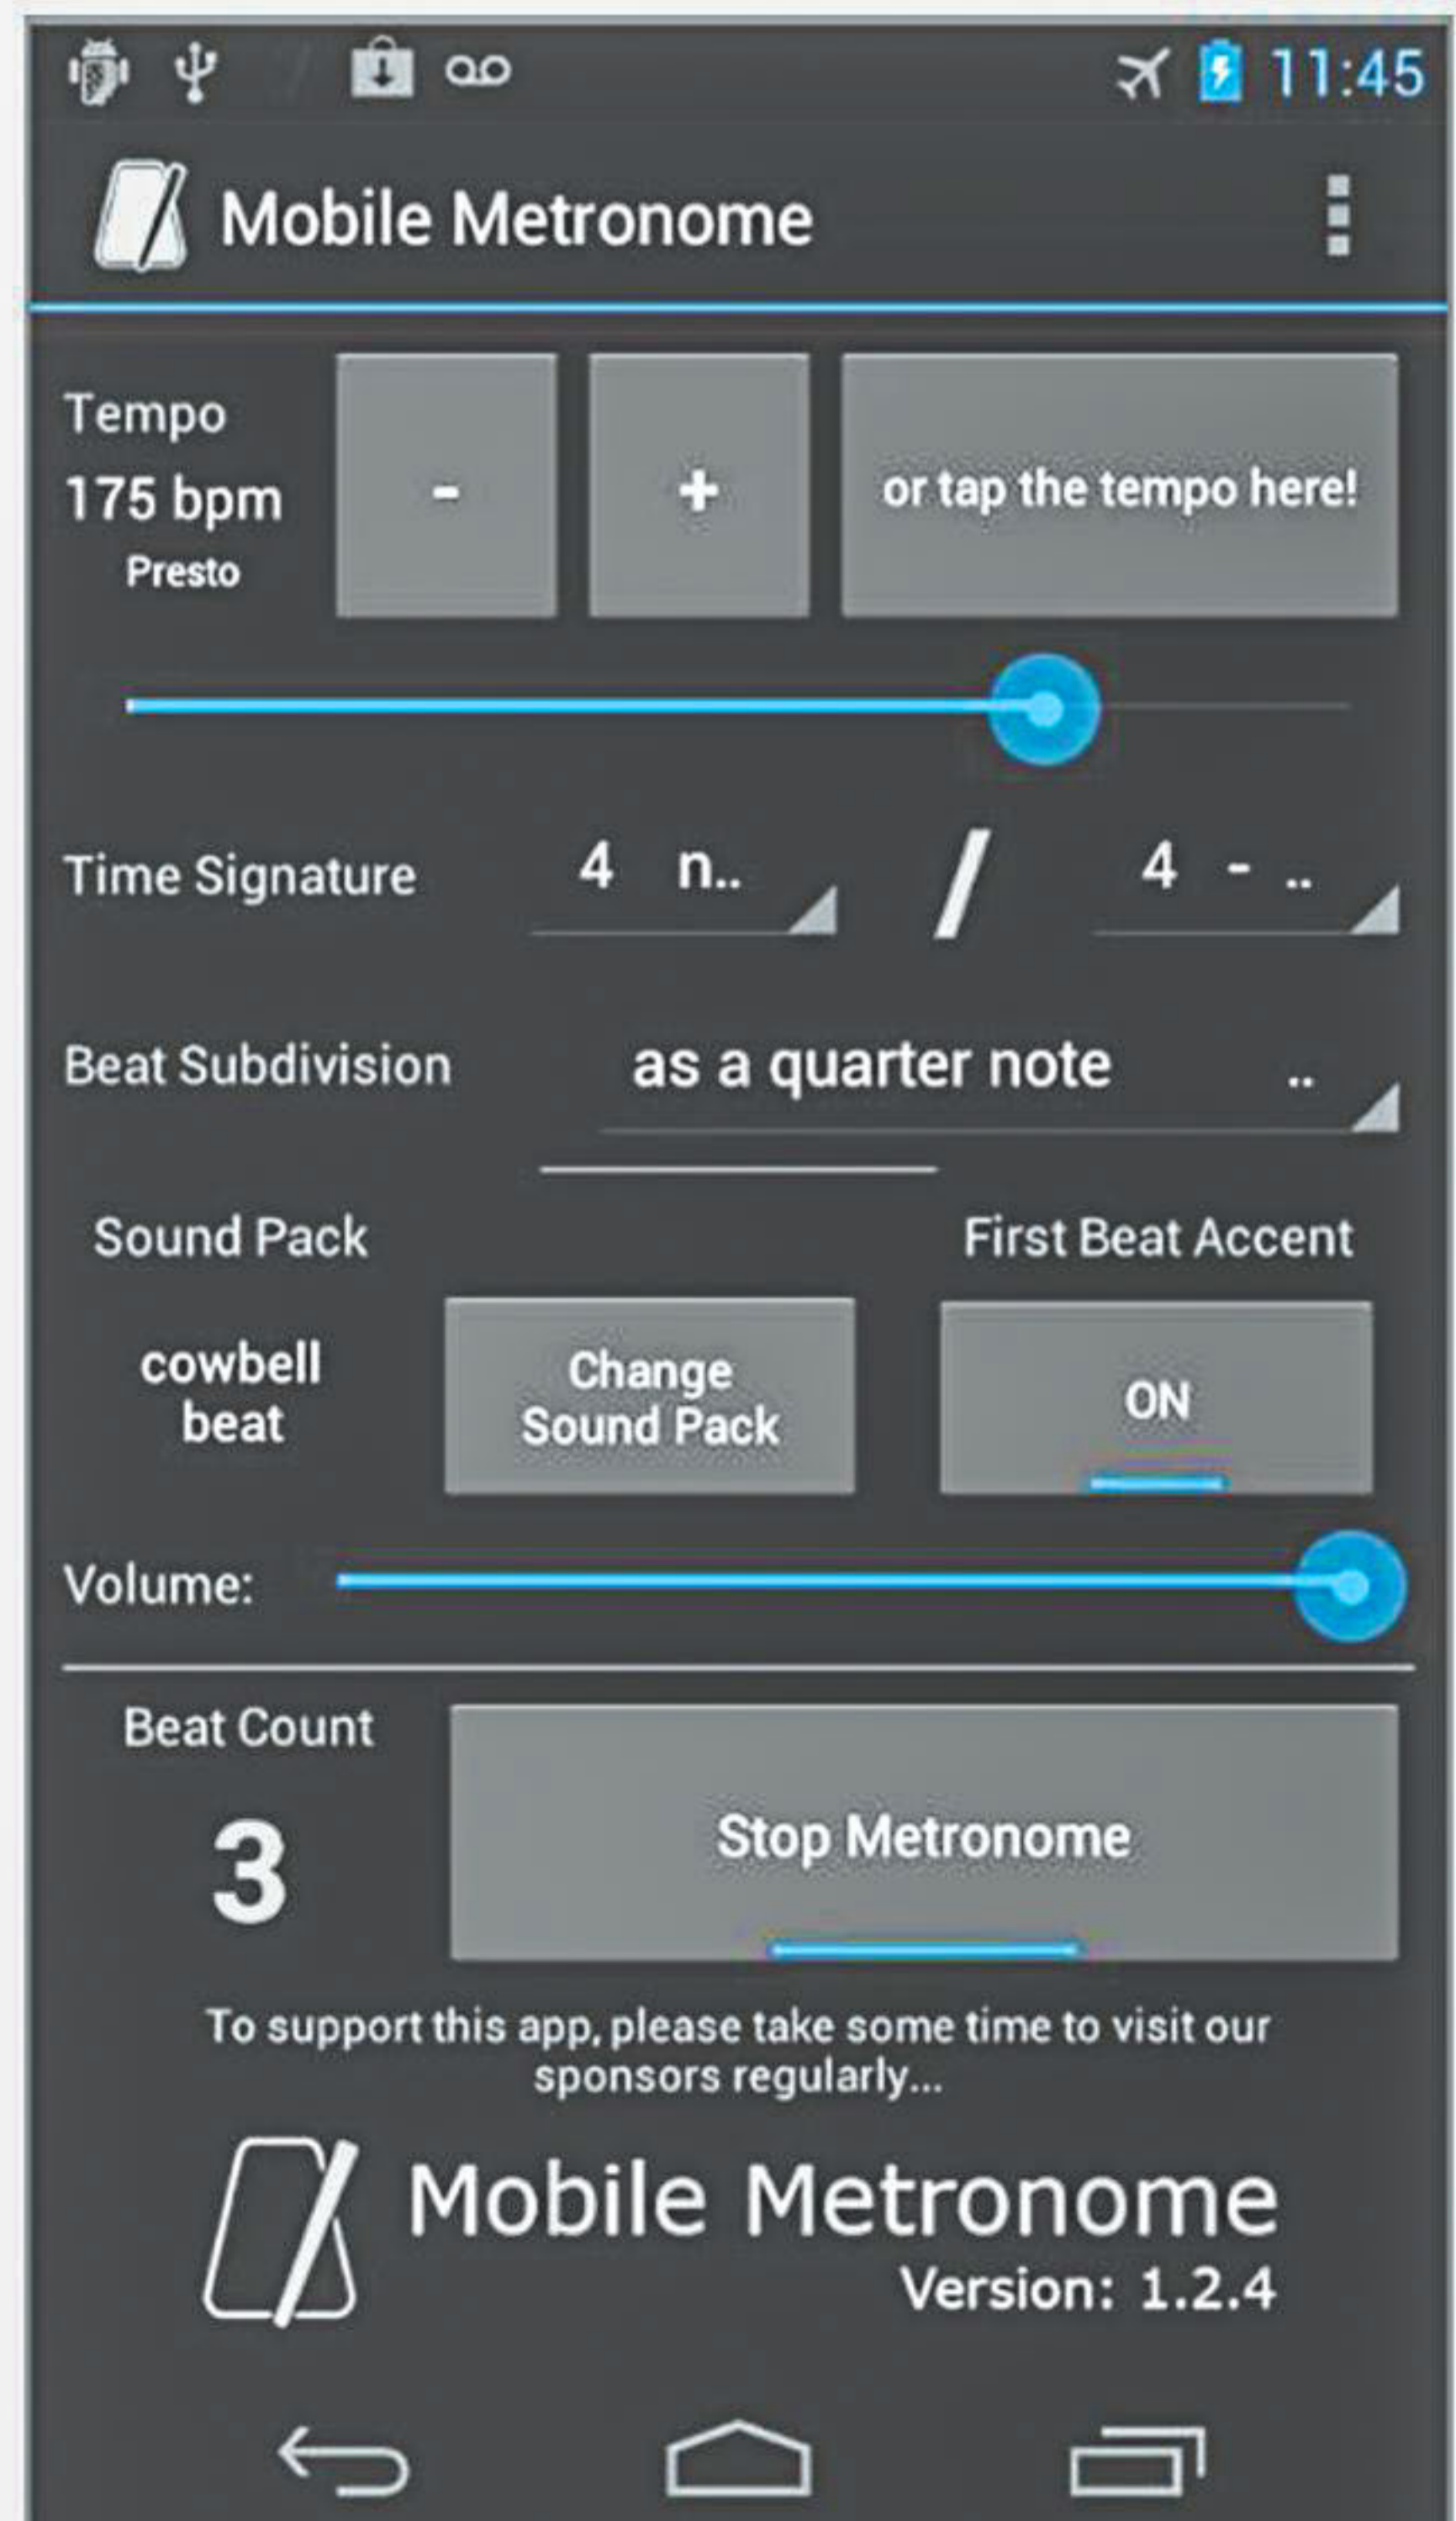 11:45
Mobile Metronome
Tempo
175 bpm
Presto
-
+
or tap the tempo here!
Time Signature
4 n..
/
4 - ..
Beat Subdivision
as a quarter note ..
Sound Pack
First Beat Accent
cowbell
beat
Change
Sound Pack
ON
Volume:
Beat Count
3
Stop Metronome
To support this app, please take some time to visit our
sponsors regularly...
Mobile Metronome
Version: 1.2.4